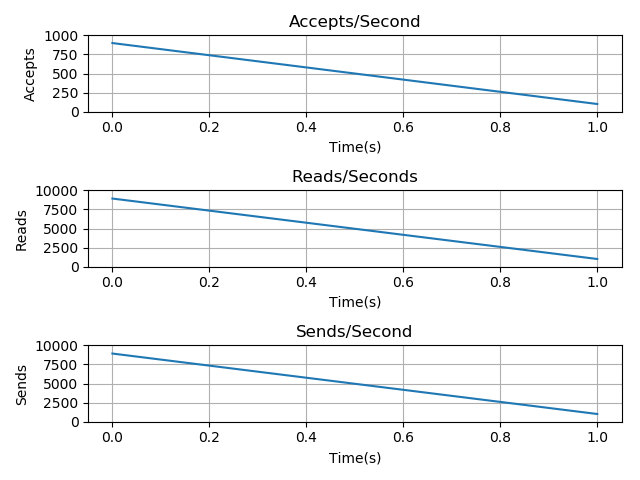 Accepts/Second
1000
750
500
250
0
Accepts
0.0 0.2 0.4 0.6 0.8 1.0
Time(s)
Reads/Seconds
10000
7500
5000
2500
0
Reads
0.0 0.2 0.4 0.6 0.8 1.0
Time(s)
Sends/Second
10000
7500
5000
2500
0
Sends
0.0 0.2 0.4 0.6 0.8 1.0
Time(s)